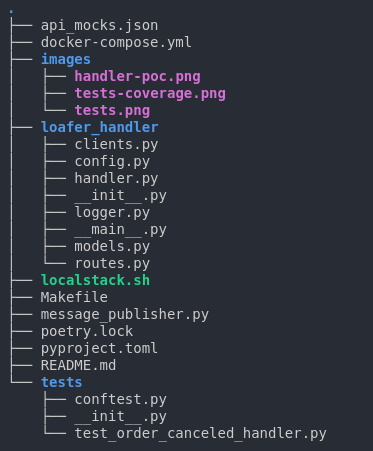 .
├── api_mocks.json
├── docker-compose.yml
├── images
│   ├── handler-poc.png
│   ├── tests-coverage.png
│   └── tests.png
├── loafer_handler
│   ├── clients.py
│   ├── config.py
│   ├── handler.py
│   ├── __init__.py
│   ├── logger.py
│   ├── __main__.py
│   ├── models.py
│   └── routes.py
├── localstack.sh
├── Makefile
├── message_publisher.py
├── poetry.lock
├── pyproject.toml
├── README.md
└── tests
    ├── conftest.py
    ├── __init__.py
    └── test_order_canceled_handler.py